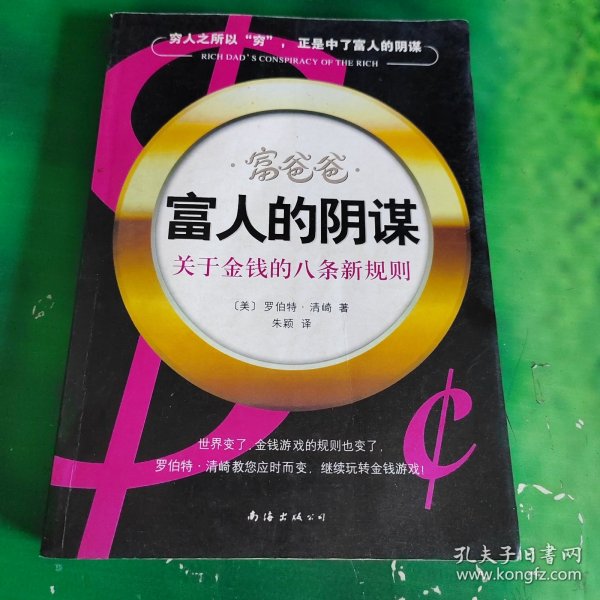 穷人之所以“穷”，正是中了富人的阴谋
RICH DAD'S CONSPIRACY OF THE RICH
·富爸爸·
富人的阴谋
关于金钱的八条新规则
〔美〕罗伯特·清崎 著
朱颖 译
¢
世界变了，金钱游戏的规则也变了，
罗伯特·清崎教您应时而变，继续玩转金钱游戏！
南海出版公司
孔夫子旧书网
www.kongfz.com